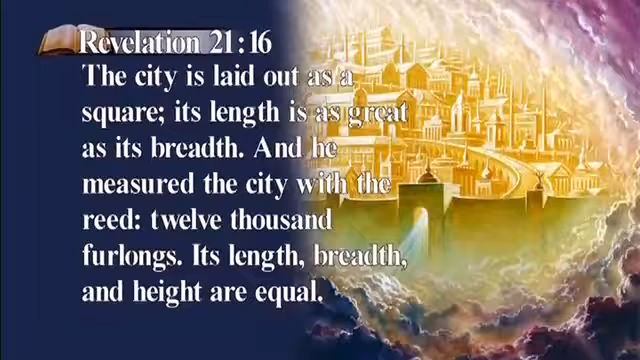 Revelation 21:16
The city is laid out as a
square; its length is as great
as its breadth. And he
measured the city with the
reed: twelve thousand
furlongs. Its length, breadth,
and height are equal.